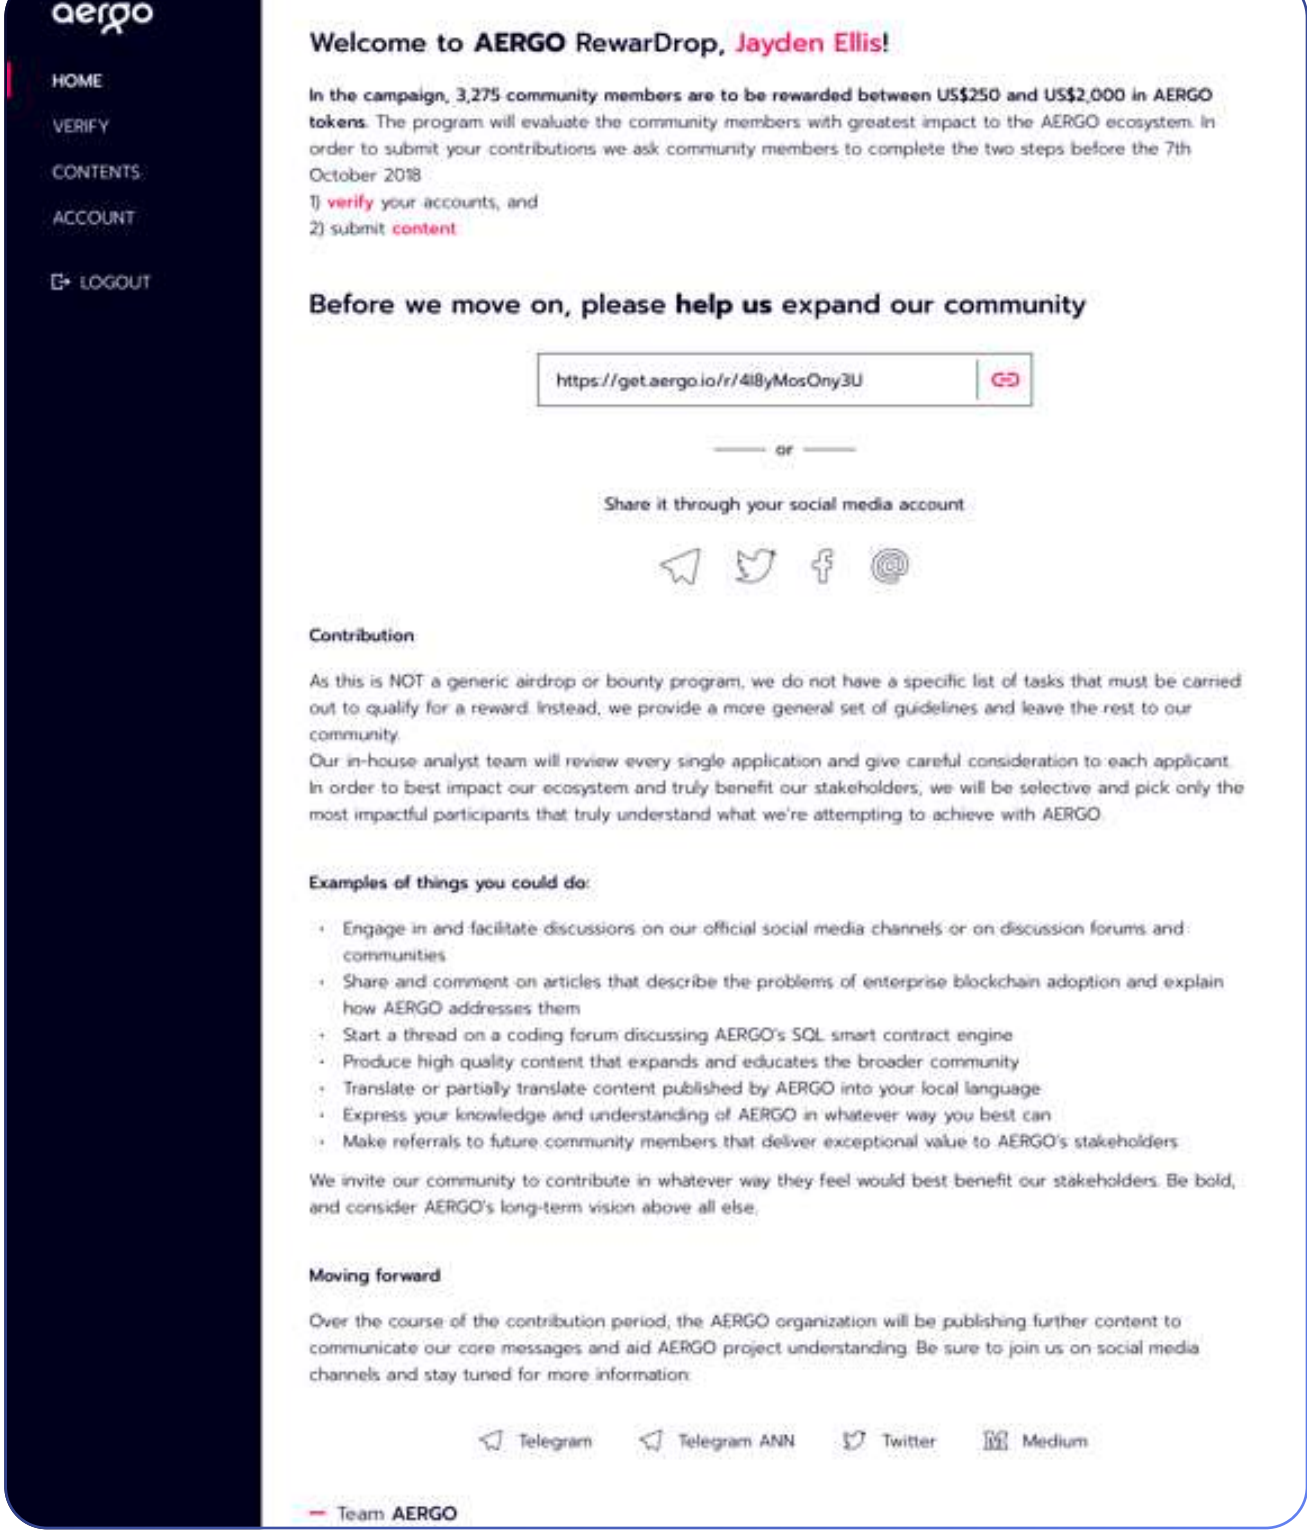 aergo
HOME
VERIFY
CONTENTS
ACCOUNT
LOGOUT
Welcome to AERGO RewarDrop, Jayden Ellis!
In the campaign, 3,275 community members are to be rewarded between US$250 and US$2,000 in AERGO
tokens. The program will evaluate the community members with greatest impact to the AERGO ecosystem. In
order to submit your contributions we ask community members to complete the two steps before the 7th
October 2018
1) verify your accounts, and
2) submit content
Before we move on, please help us expand our community
https://get.aergo.io/r/4l8yMosOny3U
or
Share it through your social media account
Contribution
As this is NOT a generic airdrop or bounty program, we do not have a specific list of tasks that must be carried
out to qualify for a reward. Instead, we provide a more general set of guidelines and leave the rest to our
community.
Our in-house analyst team will review every single application and give careful consideration to each applicant.
In order to best impact our ecosystem and truly benefit our stakeholders, we will be selective and pick only the
most impactful participants that truly understand what we're attempting to achieve with AERGO.
Examples of things you could do:
• Engage in and facilitate discussions on our official social media channels or on discussion forums and
communities
• Share and comment on articles that describe the problems of enterprise blockchain adoption and explain
how AERGO addresses them
• Start a thread on a coding forum discussing AERGO's SQL smart contract engine
• Produce high quality content that expands and educates the broader community
• Translate or partially translate content published by AERGO into your local language
• Express your knowledge and understanding of AERGO in whatever way you best can
• Make referrals to future community members that deliver exceptional value to AERGO's stakeholders
We invite our community to contribute in whatever way they feel would best benefit our stakeholders. Be bold,
and consider AERGO's long-term vision above all else.
Moving forward
Over the course of the contribution period, the AERGO organization will be publishing further content to
communicate our core messages and aid AERGO project understanding. Be sure to join us on social media
channels and stay tuned for more information:
Telegram Telegram ANN Twitter Medium
— Team AERGO